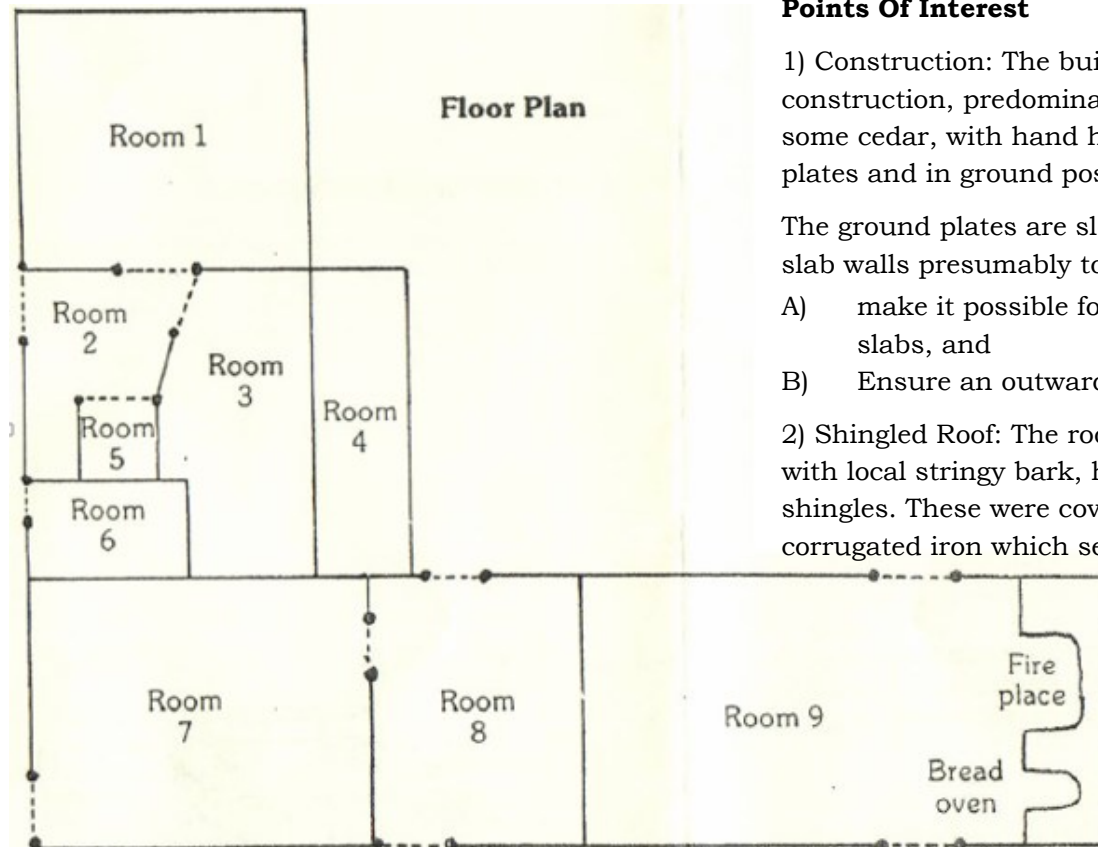 Points Of Interest
1) Construction: The bui
construction, predomina
some cedar, with hand h
plates and in ground pos
The ground plates are sl
slab walls presumably to
A) make it possible fo
slabs, and
B) Ensure an outward
2) Shingled Roof: The roo
with local stringy bark, h
shingles. These were cov
corrugated iron which se
Floor Plan
Room 1
Room
2
Room
3
Room
4
Room
5
Room
6
Room
7
Room
8
Room 9
Fire
place
Bread
oven